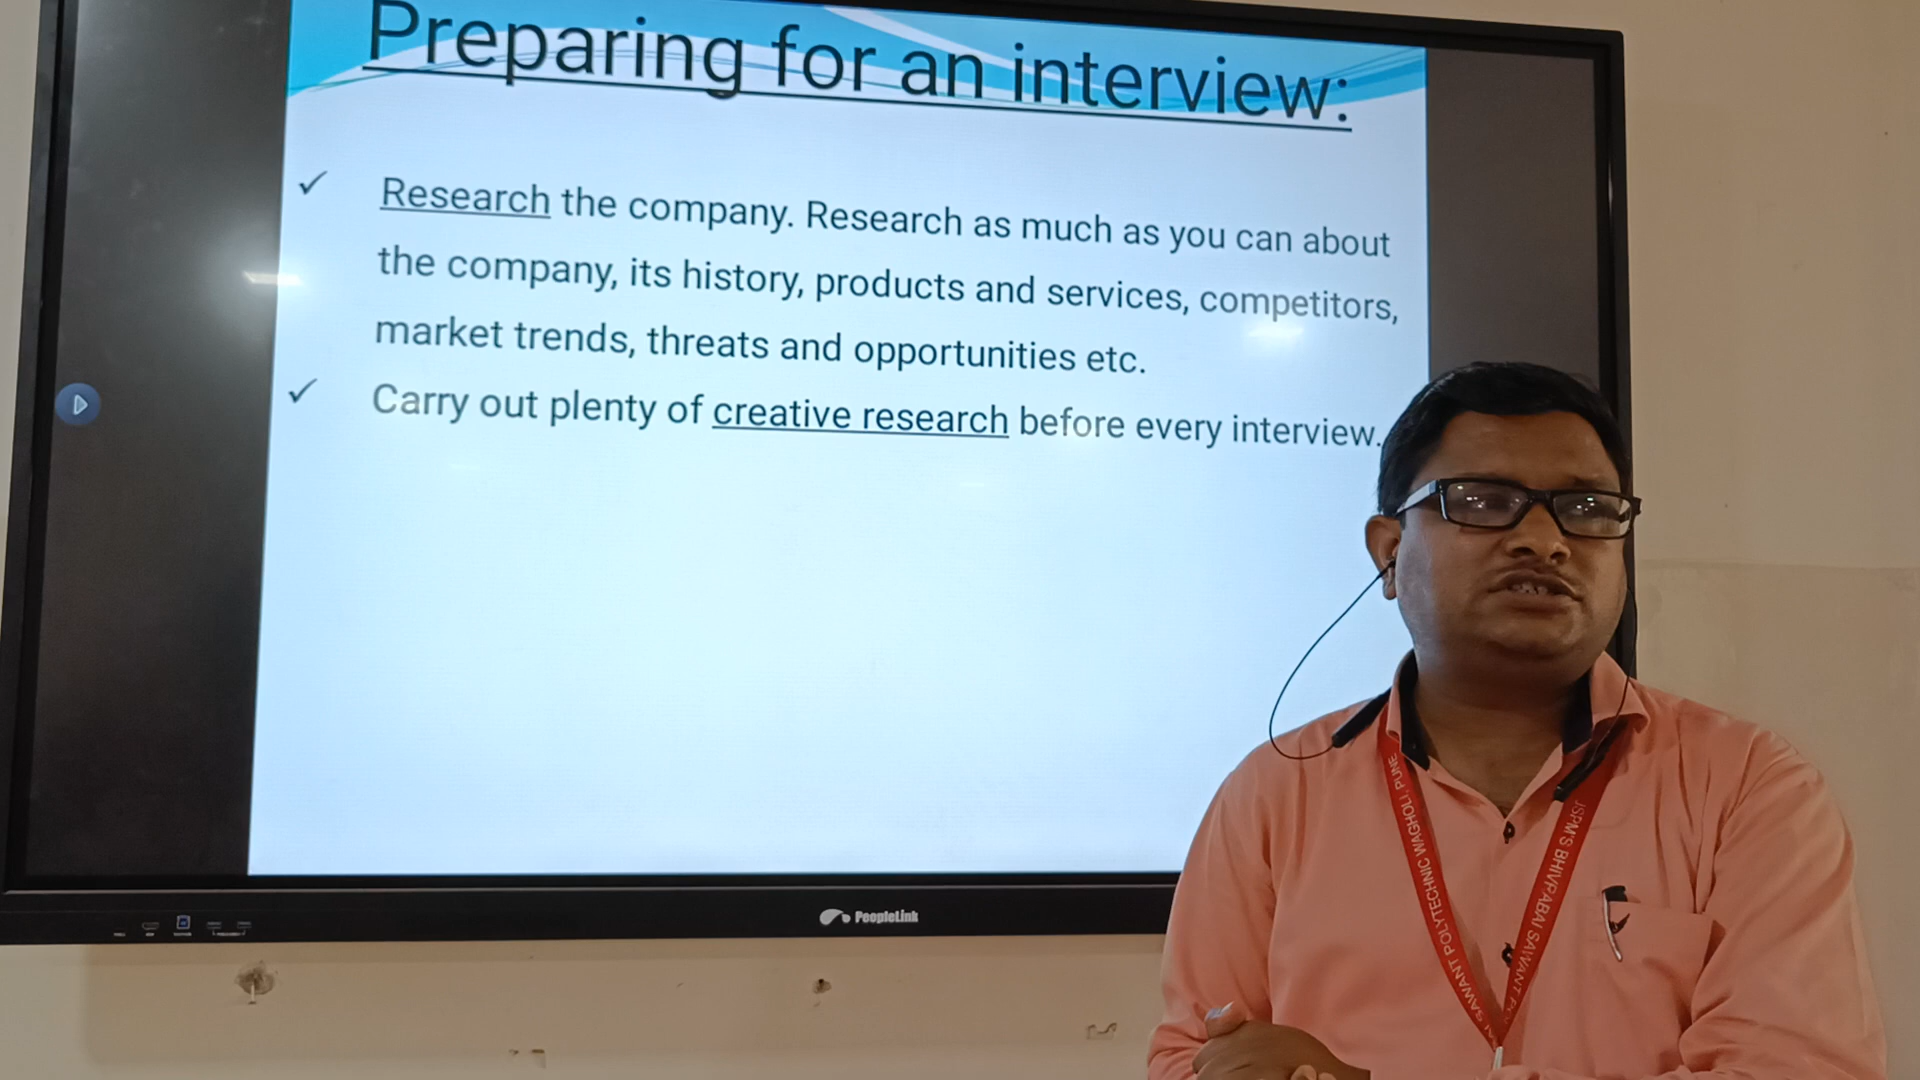 Preparing for an interview:
✓ Research the company. Research as much as you can about
the company, its history, products and services, competitors,
market trends, threats and opportunities etc.
✓ Carry out plenty of creative research before every interview.
PeopleLink
SAWANT POLYTECHNIC WAGHOLI, PUNE
JSPM'S BHIVPABAI SAWANT